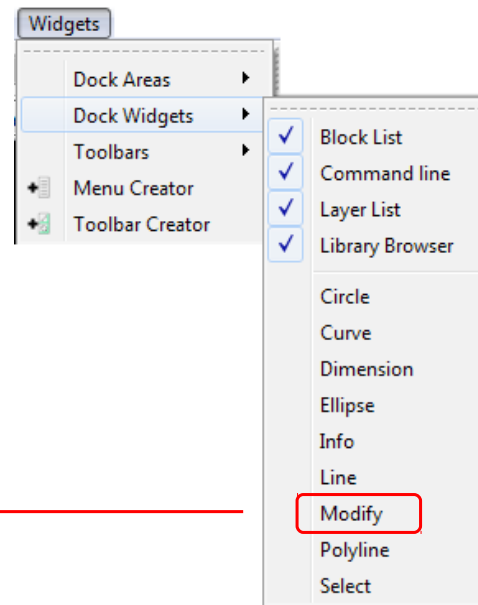 Widgets
Dock Areas
Dock Widgets
Toolbars
Menu Creator
Toolbar Creator
Block List
Command line
Layer List
Library Browser
Circle
Curve
Dimension
Ellipse
Info
Line
Modify
Polyline
Select